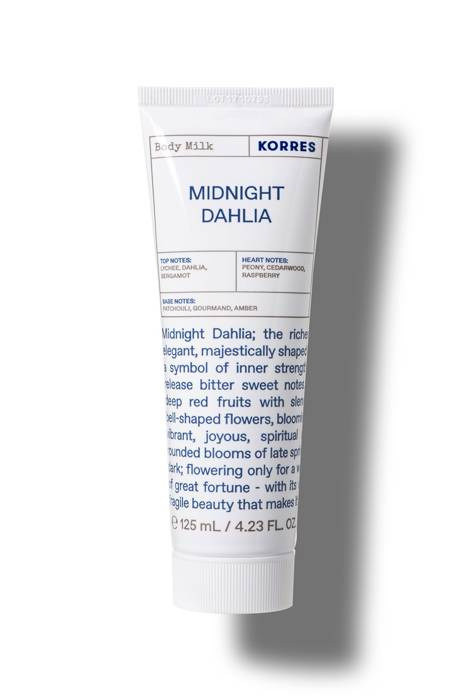 Body Milk
KORRES
MIDNIGHT
DAHLIA
TOP NOTES:
LYCHEE, DAHLIA,
BERGAMOT
HEART NOTES:
PEONY, CEDARWOOD,
RASPBERRY
BASE NOTES:
PATCHOULI, GOURMAND, AMBER
Midnight Dahlia; the riche
elegant, majestically shaped
a symbol of inner strengt
release bitter sweet notes
deep red fruits with slen
bell-shaped flowers, bloomi
vibrant, joyous, spiritual
rounded blooms of late spr
dark; flowering only for a w
of great fortune - with its
fragile beauty that makes i
℮ 125 mL / 4.23 FL. OZ.